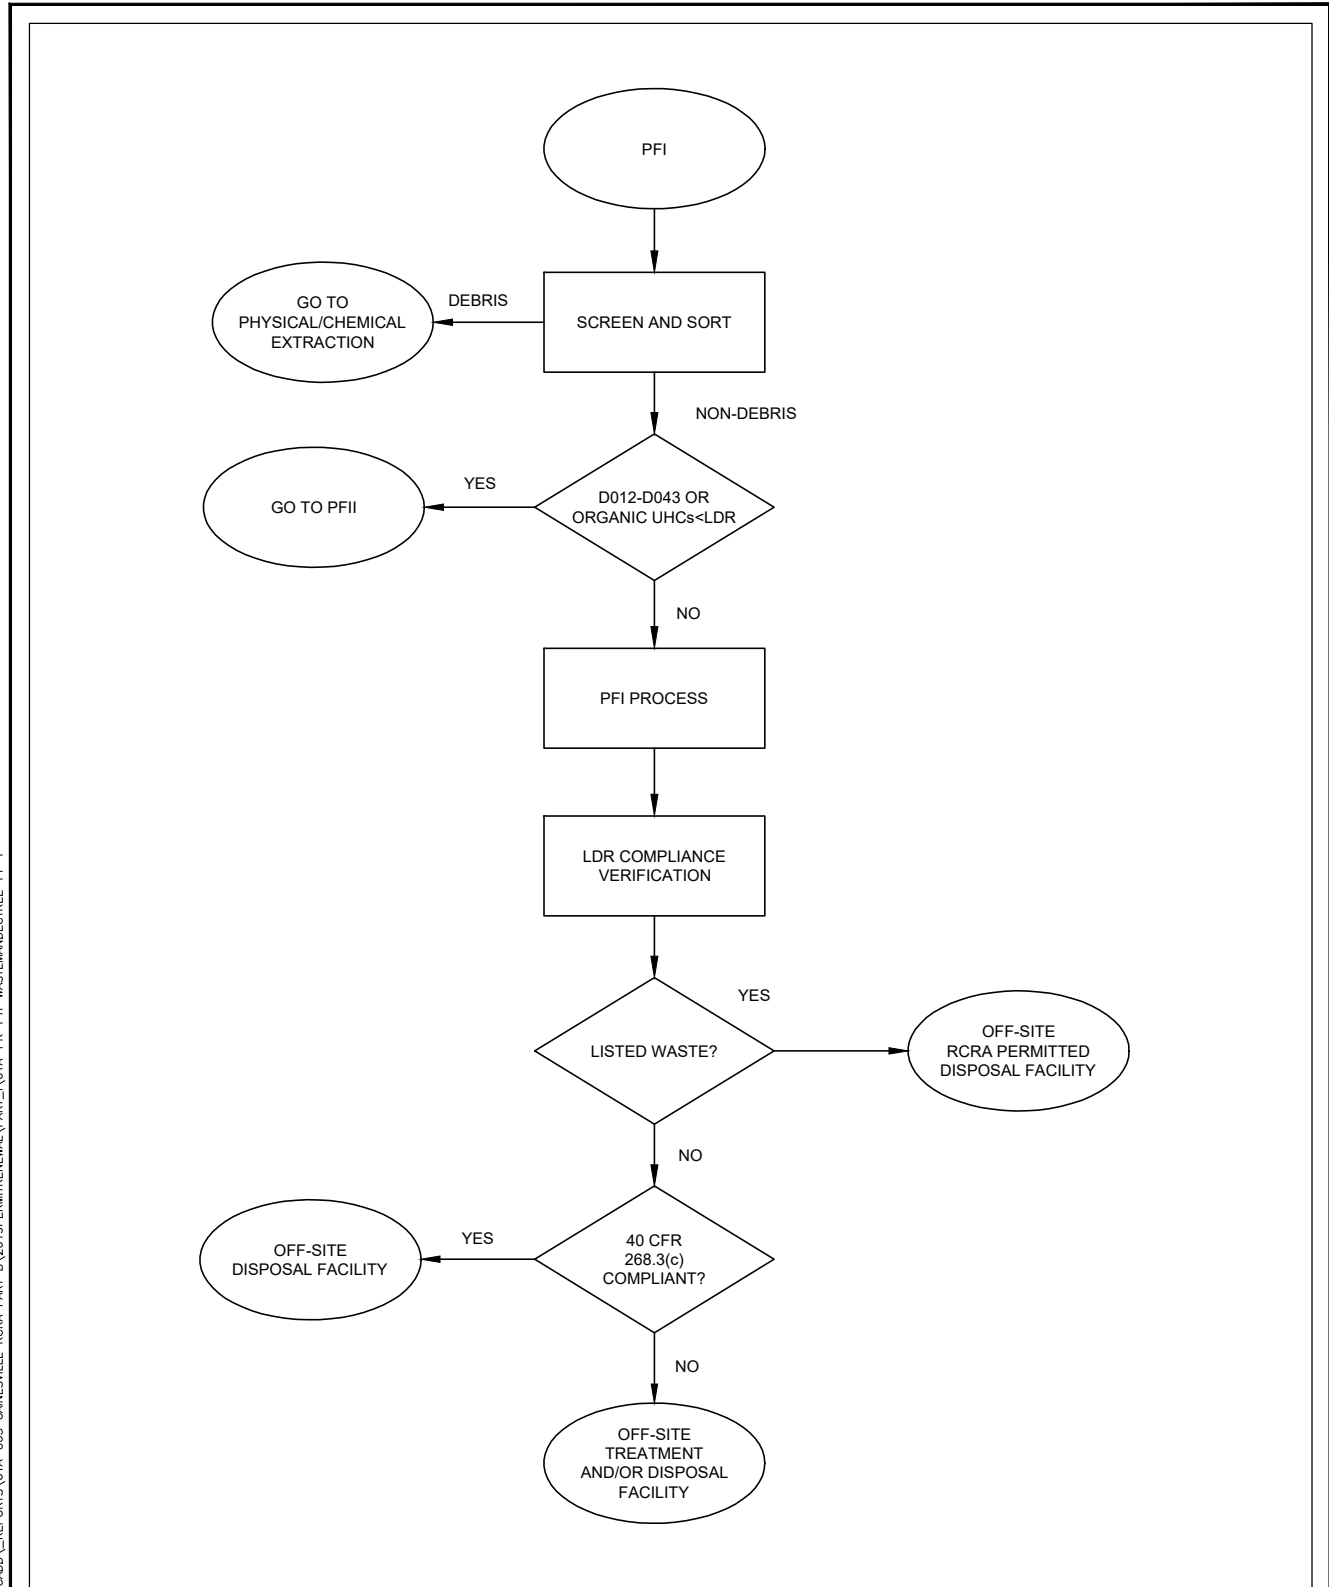 PFI
SCREEN AND SORT
DEBRIS
GO TO
PHYSICAL/CHEMICAL
EXTRACTION
NON-DEBRIS
D012-D043 OR
ORGANIC UHCs<LDR
YES
GO TO PFII
NO
PFI PROCESS
LDR COMPLIANCE
VERIFICATION
LISTED WASTE?
YES
OFF-SITE
RCRA PERMITTED
DISPOSAL FACILITY
NO
40 CFR
268.3(c)
COMPLIANT?
YES
OFF-SITE
DISPOSAL FACILITY
NO
OFF-SITE
TREATMENT
AND/OR DISPOSAL
FACILITY